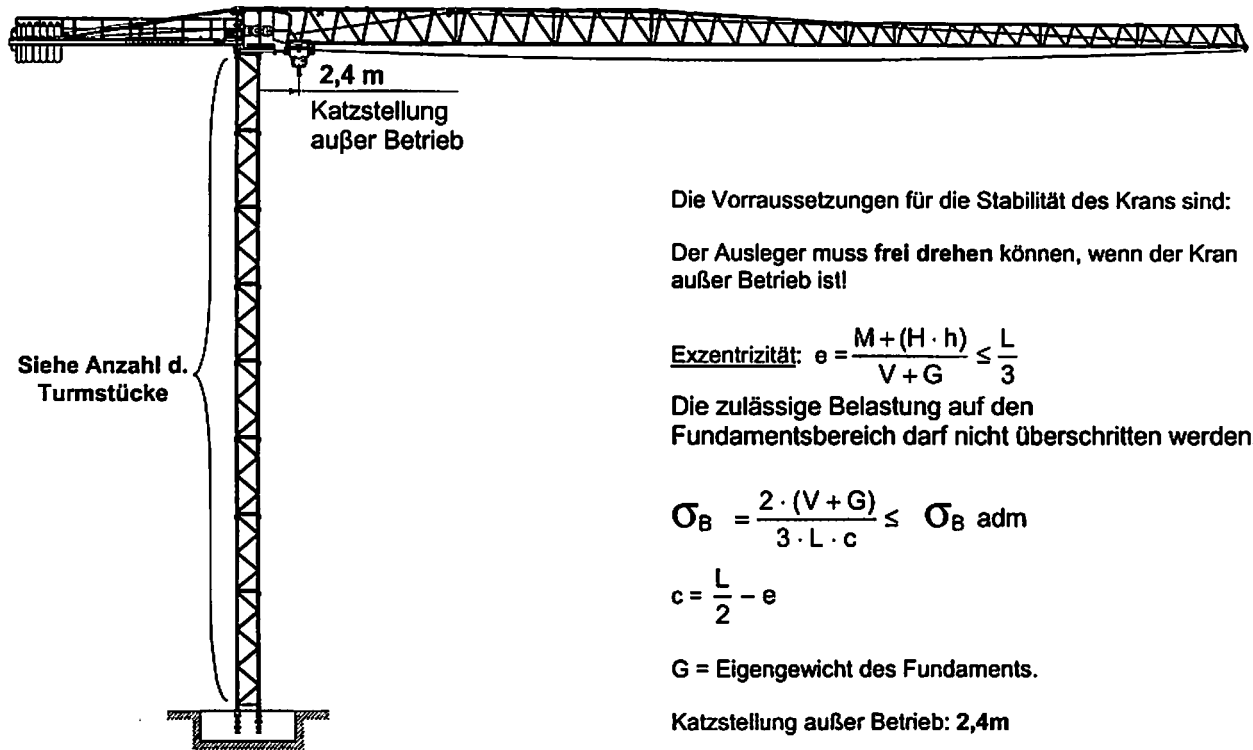 2,4 m
Katzstellung
außer Betrieb
Siehe Anzahl d.
Turmstücke
Die Vorraussetzungen für die Stabilität des Krans sind:
Der Ausleger muss frei drehen können, wenn der Kran
außer Betrieb ist!
Exzentrizität: e = (M + (H · h)) / (V + G) ≤ L / 3
Die zulässige Belastung auf den
Fundamentsbereich darf nicht überschritten werden
σB = (2 · (V + G)) / (3 · L · c) ≤ σB adm
c = L / 2 − e
G = Eigengewicht des Fundaments.
Katzstellung außer Betrieb: 2,4m